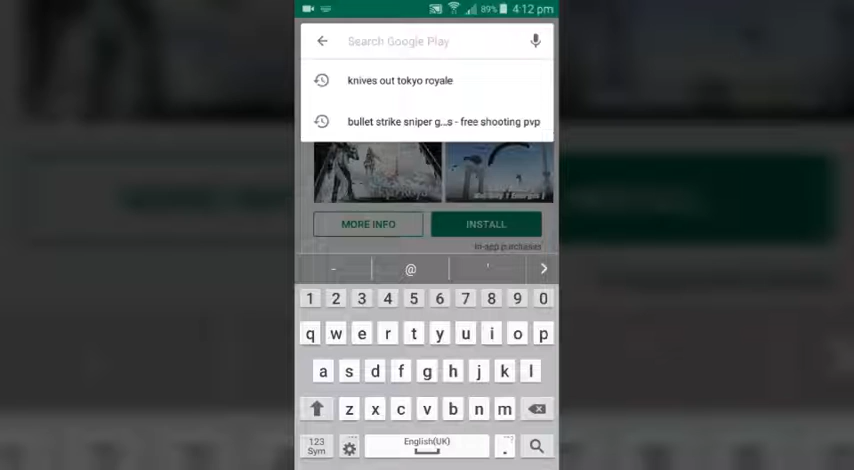 89% 4:12 pm
Search Google Play
knives out tokyo royale
bullet strike sniper g...s - free shooting pvp
MORE INFO INSTALL
In-app purchases
- @ '
1 2 3 4 5 6 7 8 9 0
q w e r t y u i o p
a s d f g h j k l
z x c v b n m
123 Sym English(UK) .